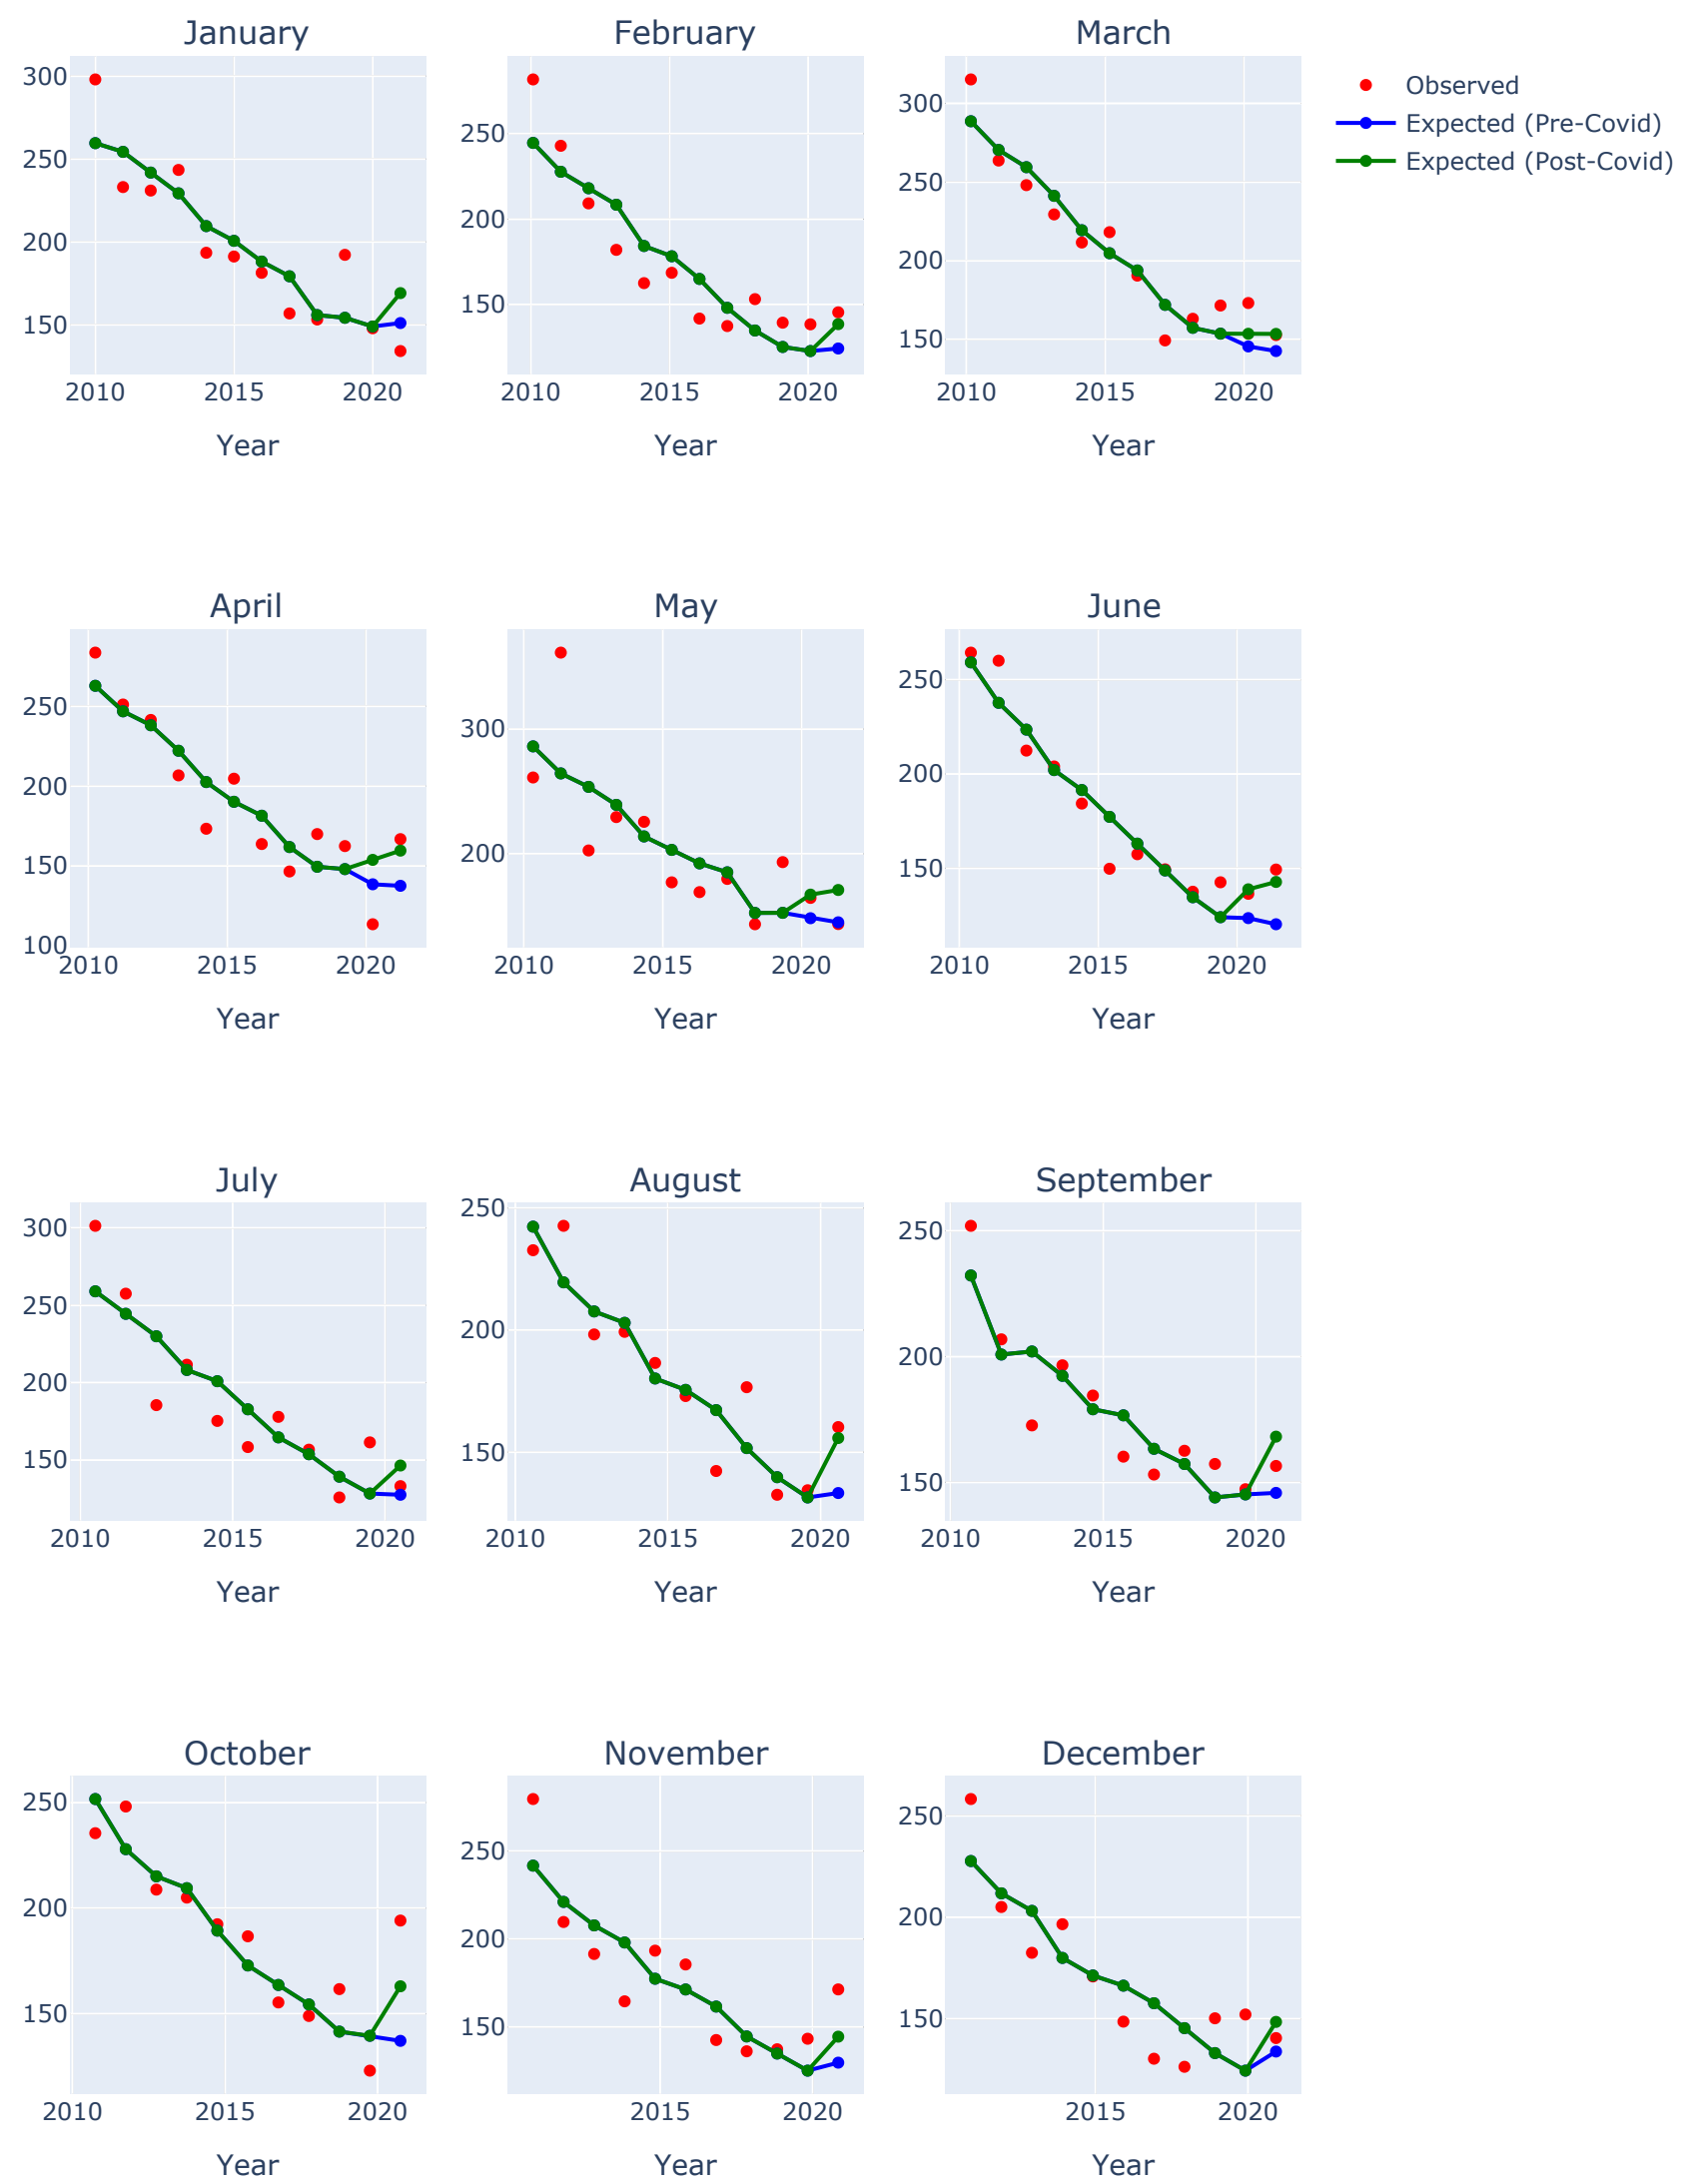 January February March
300
250
200
150
2010 2015 2020
Year
250
200
150
2010 2015 2020
Year
300
250
200
150
2010 2015 2020
Year
Observed
Expected (Pre-Covid)
Expected (Post-Covid)
April May June
250
200
150
100
2010 2015 2020
Year
300
200
2010 2015 2020
Year
250
200
150
2010 2015 2020
Year
July August September
300
250
200
150
2010 2015 2020
Year
250
200
150
2010 2015 2020
Year
250
200
150
2010 2015 2020
Year
October November December
250
200
150
2010 2015 2020
Year
250
200
150
2015 2020
Year
250
200
150
2015 2020
Year